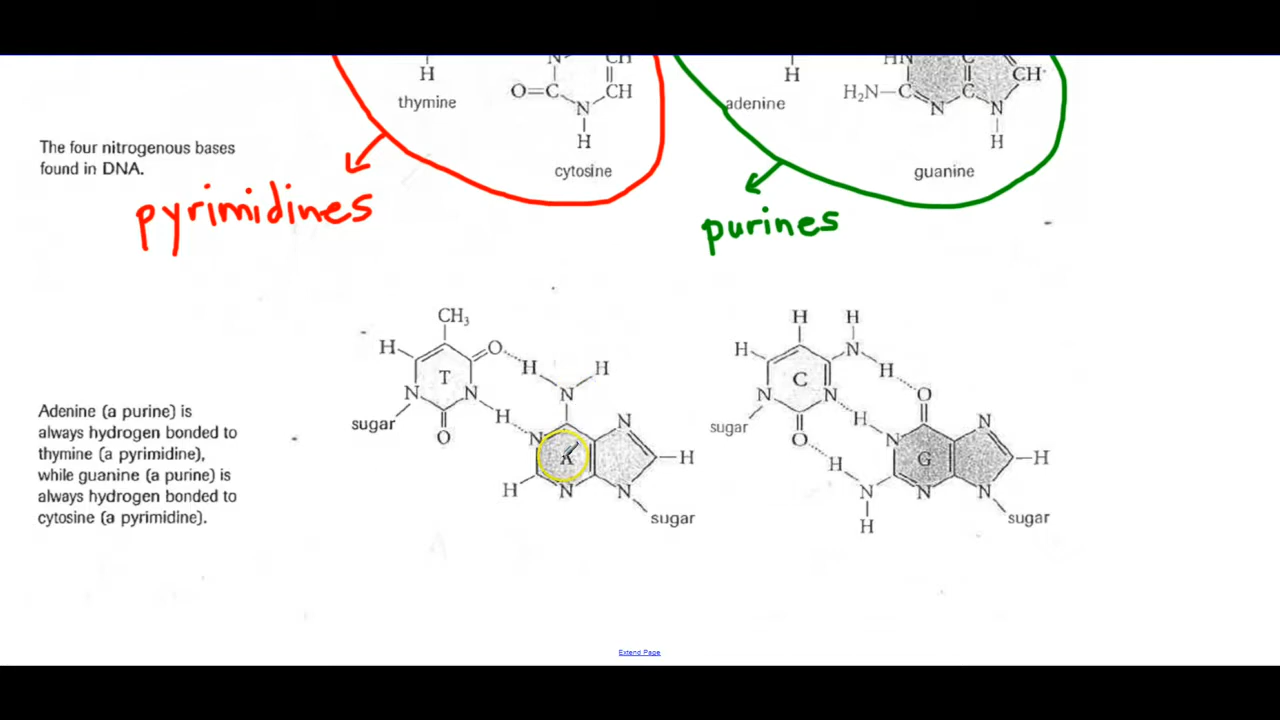 H
thymine
N
CH
O=C
CH
N
H
cytosine
H
adenine
HN
C
CH
H₂N—C
C
N
N
H
guanine
The four nitrogenous bases
found in DNA.
pyrimidines
purines
CH₃
H
O
H
H
T
N
N
N
H
sugar
O
N
N
A
H
H
N
N
sugar
H
H
H
N
H
C
O
N
N
H
N
N
sugar
O
H
G
H
N
N
N
H
sugar
Adenine (a purine) is
always hydrogen bonded to
thymine (a pyrimidine),
while guanine (a purine) is
always hydrogen bonded to
cytosine (a pyrimidine).
Extend Page